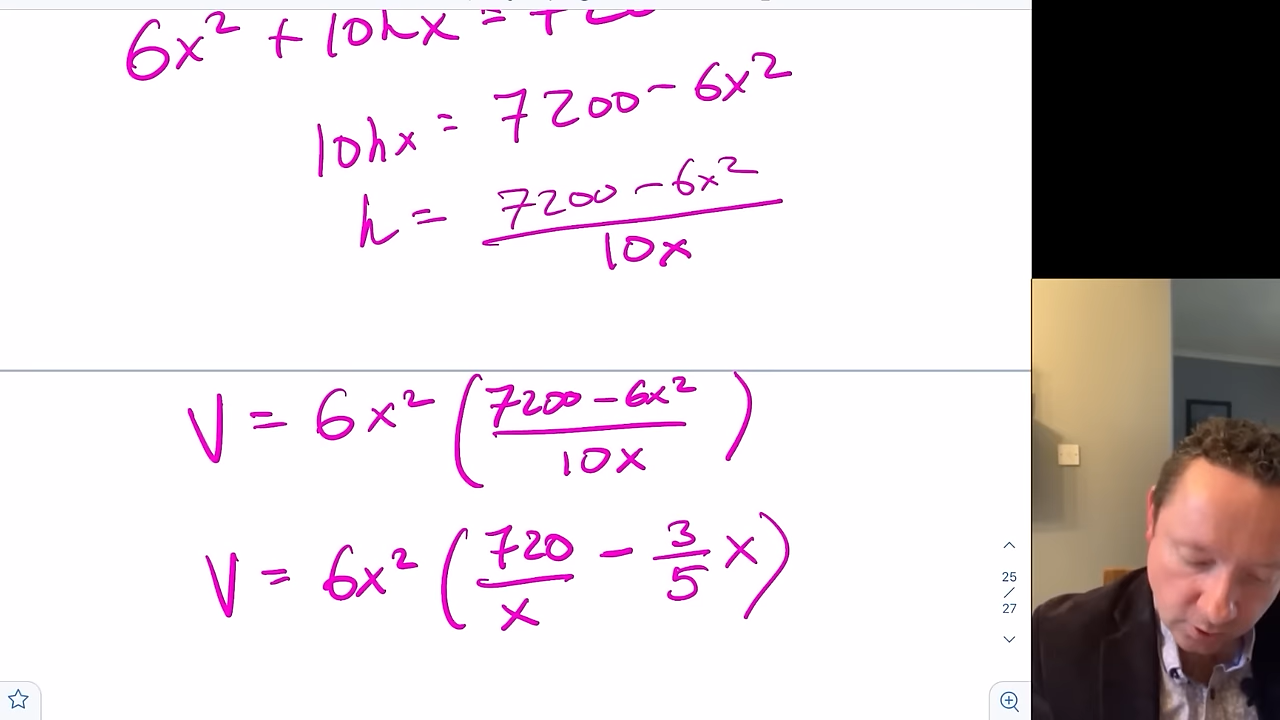 6x² + 10hx =
10hx = 7200 - 6x²
h = (7200 - 6x²)/(10x)
V = 6x² ((7200 - 6x²)/(10x))
V = 6x² (720/x - 3/5 x)
25
/
27